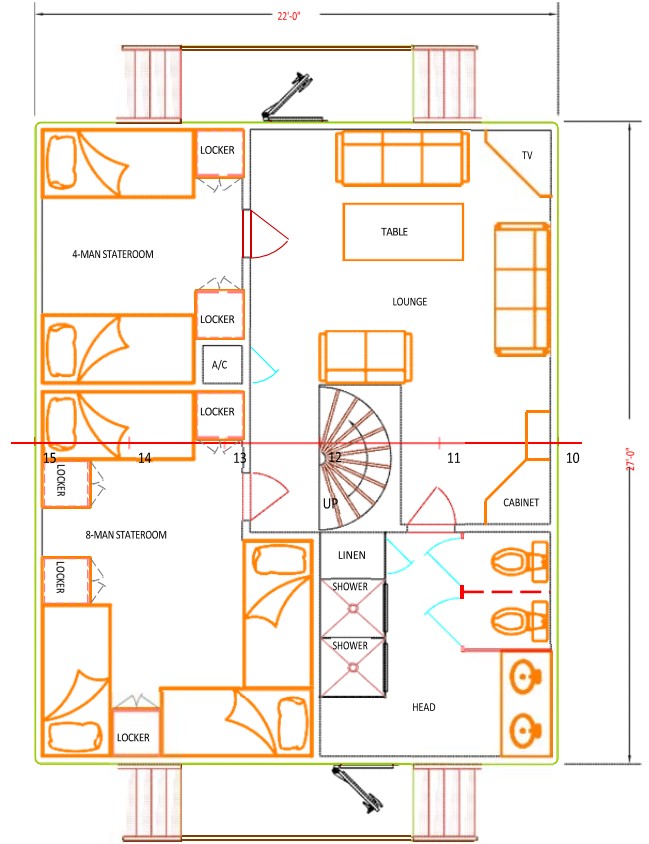 22'-0"
LOCKER
TV
TABLE
4-MAN STATEROOM
LOUNGE
LOCKER
A/C
LOCKER
15 14 13 12 11 10
27'-0"
LOCKER
UP
CABINET
8-MAN STATEROOM
LINEN
LOCKER
SHOWER
SHOWER
HEAD
LOCKER